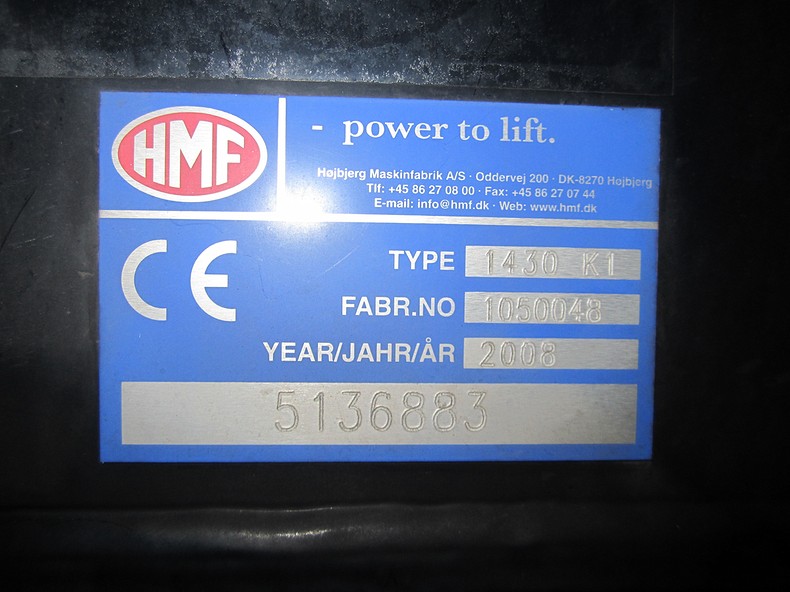 HMF
- power to lift.
Højbjerg Maskinfabrik A/S · Oddervej 200 · DK-8270 Højbjerg
Tlf: +45 86 27 08 00 · Fax: +45 86 27 07 44
E-mail: info@hmf.dk · Web: www.hmf.dk
CE
TYPE 1430 K1
FABR.NO 1050048
YEAR/JAHR/ÅR 2008
5136883